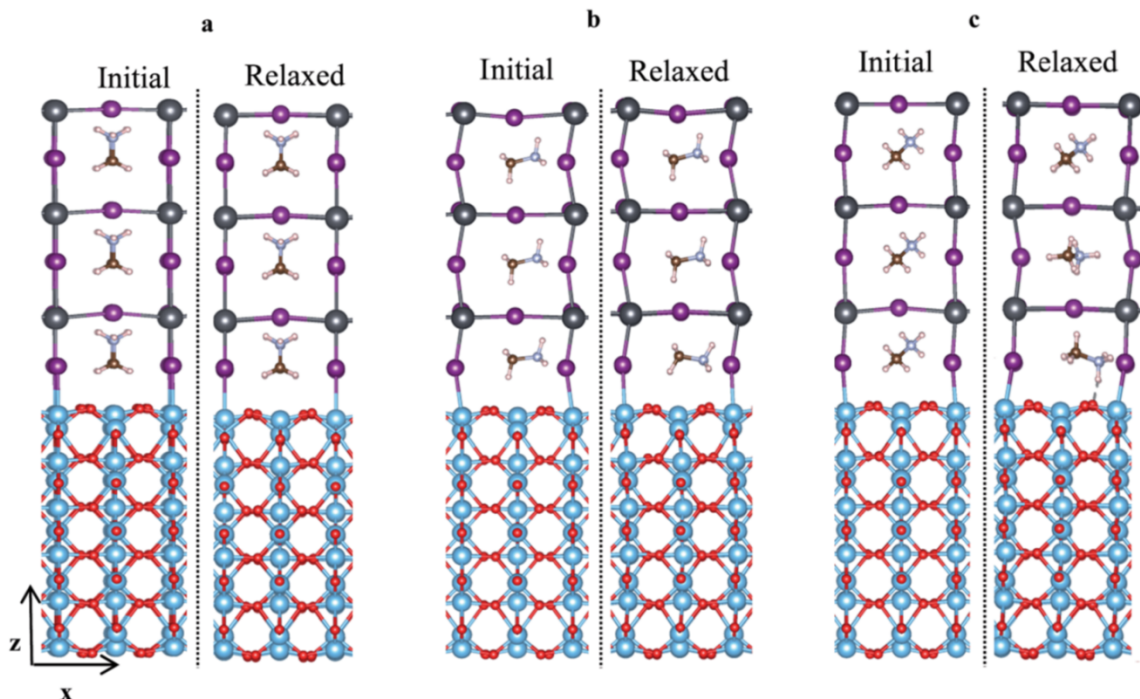 a
b
c
Initial
Relaxed
Initial
Relaxed
Initial
Relaxed
z
x